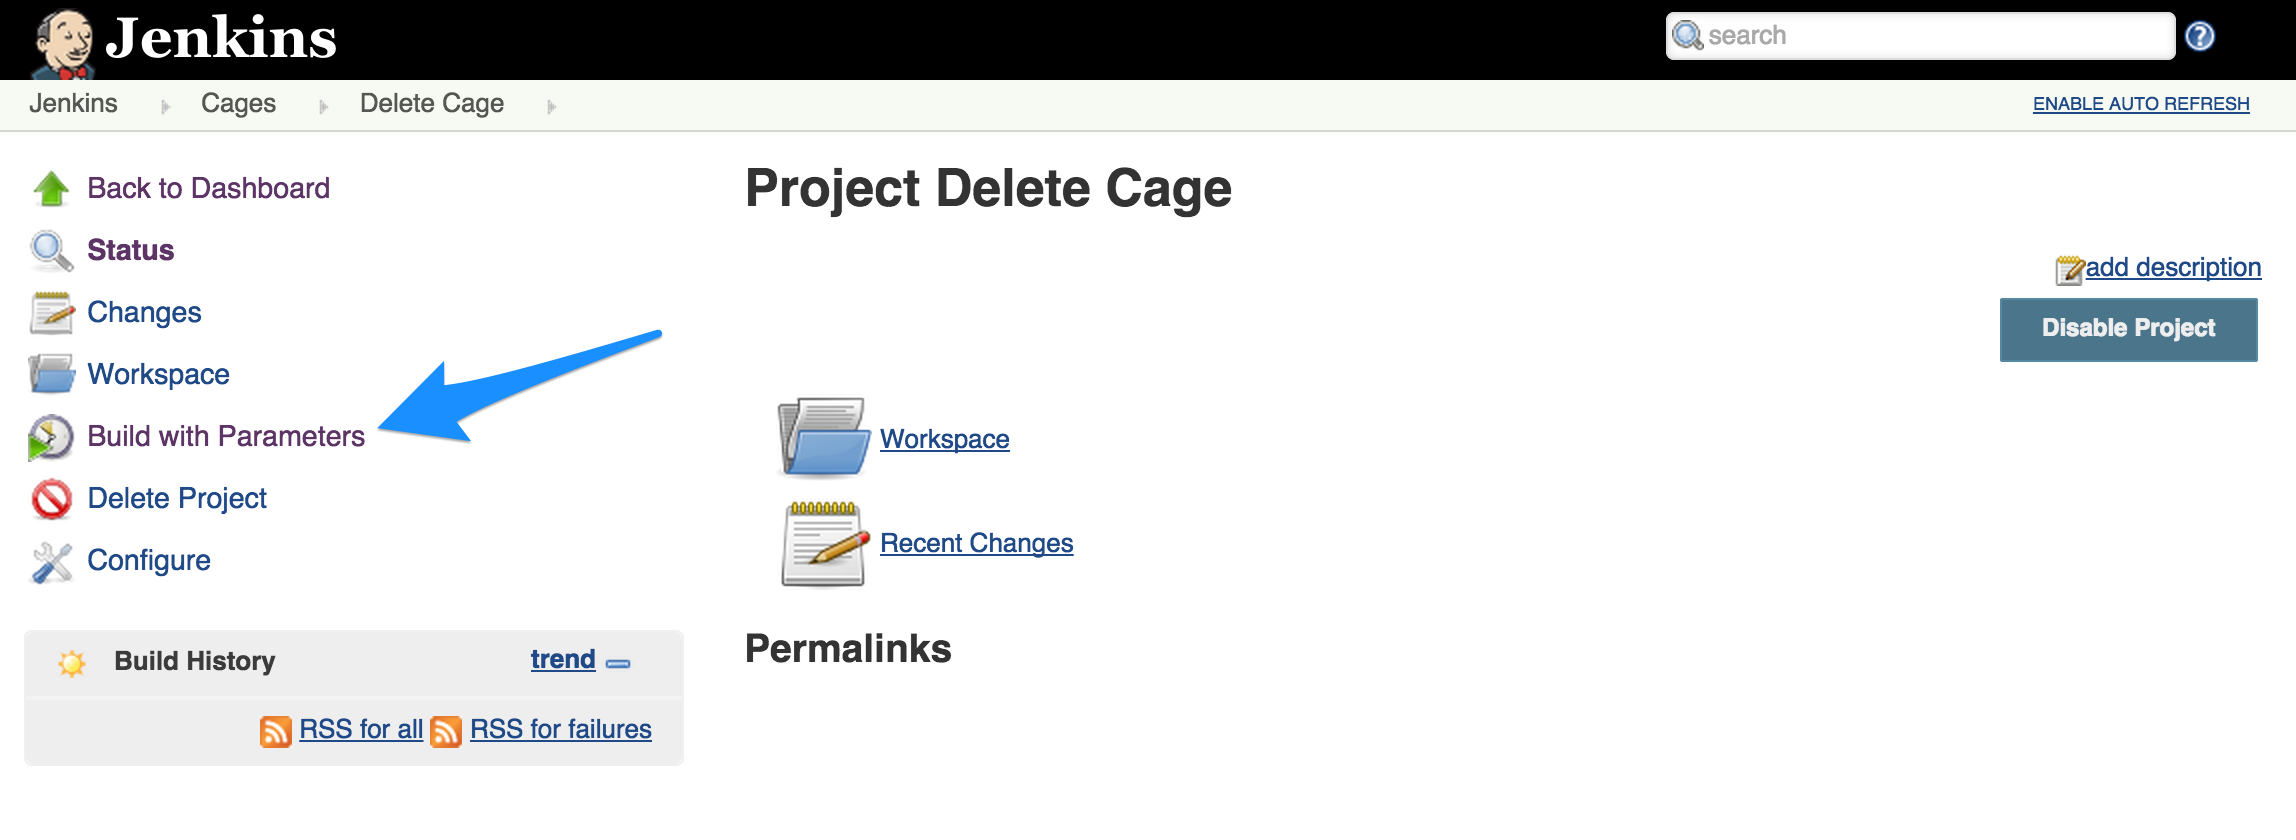 Jenkins
search
?
Jenkins Cages Delete Cage
ENABLE AUTO REFRESH
Back to Dashboard
Status
Changes
Workspace
Build with Parameters
Delete Project
Configure
Build History trend
RSS for all RSS for failures
Project Delete Cage
add description
Disable Project
Workspace
Recent Changes
Permalinks